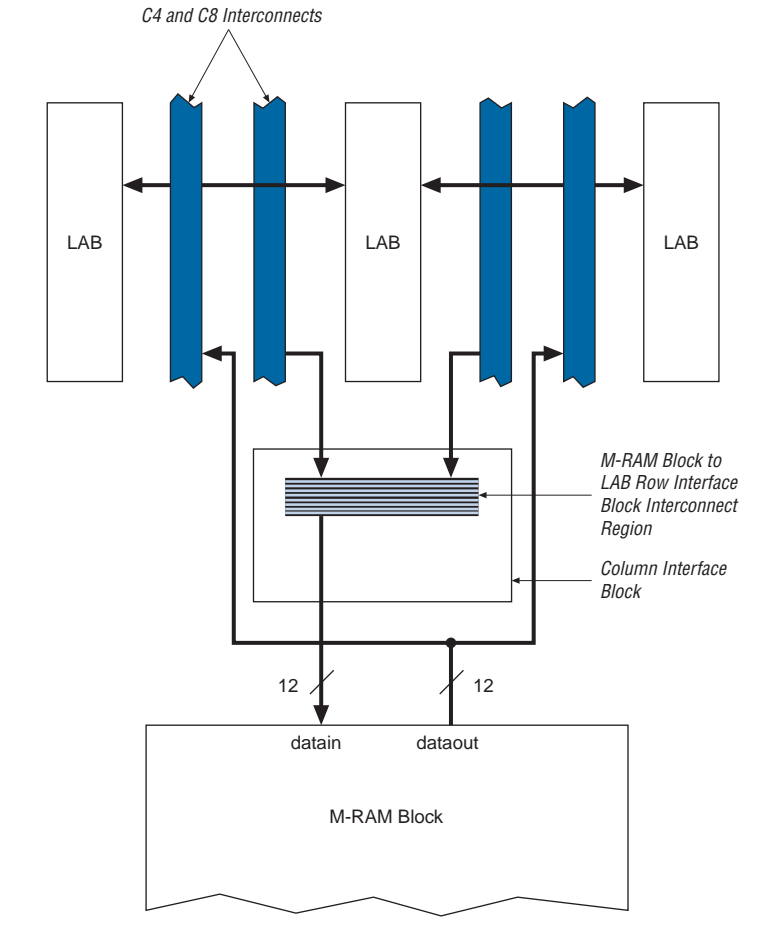 C4 and C8 Interconnects
LAB
LAB
LAB
M-RAM Block to
LAB Row Interface
Block Interconnect
Region
Column Interface
Block
12
12
datain
dataout
M-RAM Block